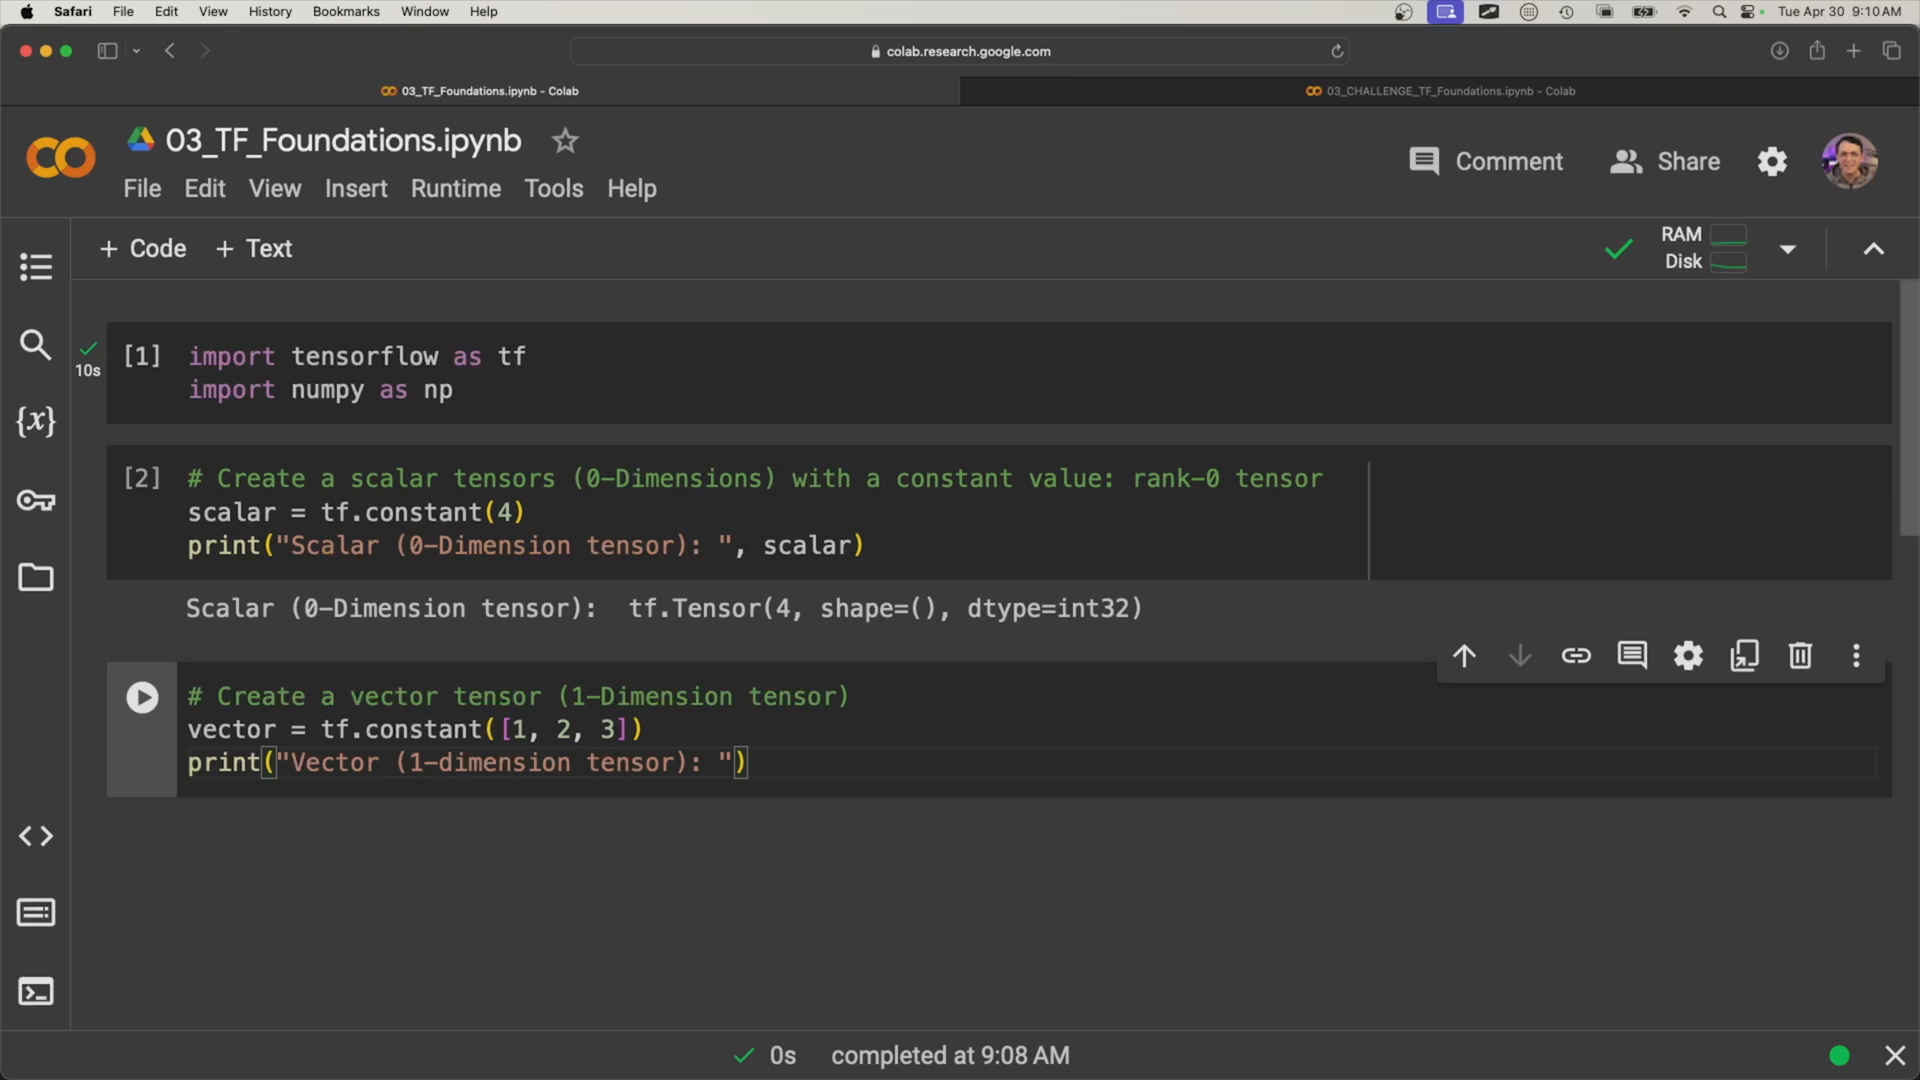 Safari File Edit View History Bookmarks Window Help Tue Apr 30 9:10 AM
colab.research.google.com
03_TF_Foundations.ipynb - Colab 03_CHALLENGE_TF_Foundations.ipynb - Colab
03_TF_Foundations.ipynb
Comment Share
File Edit View Insert Runtime Tools Help
+ Code + Text
RAM
Disk
[1] import tensorflow as tf
10s
import numpy as np
[2] # Create a scalar tensors (0-Dimensions) with a constant value: rank-0 tensor
scalar = tf.constant(4)
print("Scalar (0-Dimension tensor): ", scalar)
Scalar (0-Dimension tensor):  tf.Tensor(4, shape=(), dtype=int32)
# Create a vector tensor (1-Dimension tensor)
vector = tf.constant([1, 2, 3])
print("Vector (1-dimension tensor): ")
0s completed at 9:08 AM